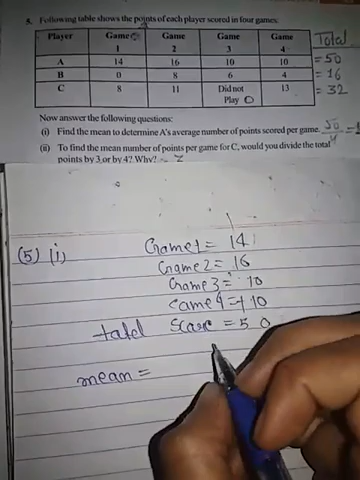 5. Following table shows the points of each player scored in four games:
Player Game 1 Game 2 Game 3 Game 4 Total
A 14 16 10 10 = 50
B 0 8 6 4 = 16
C 8 11 Did not Play 13 = 32
Now answer the following questions:
(i) Find the mean to determine A's average number of points scored per game. 50/4 = 1
(ii) To find the mean number of points per game for C, would you divide the total
points by 3 or by 4? Why?
(5) (i) Game 1 = 14
Game 2 = 16
Game 3 = 10
Game 4 = + 10
total Score = 50
mean =